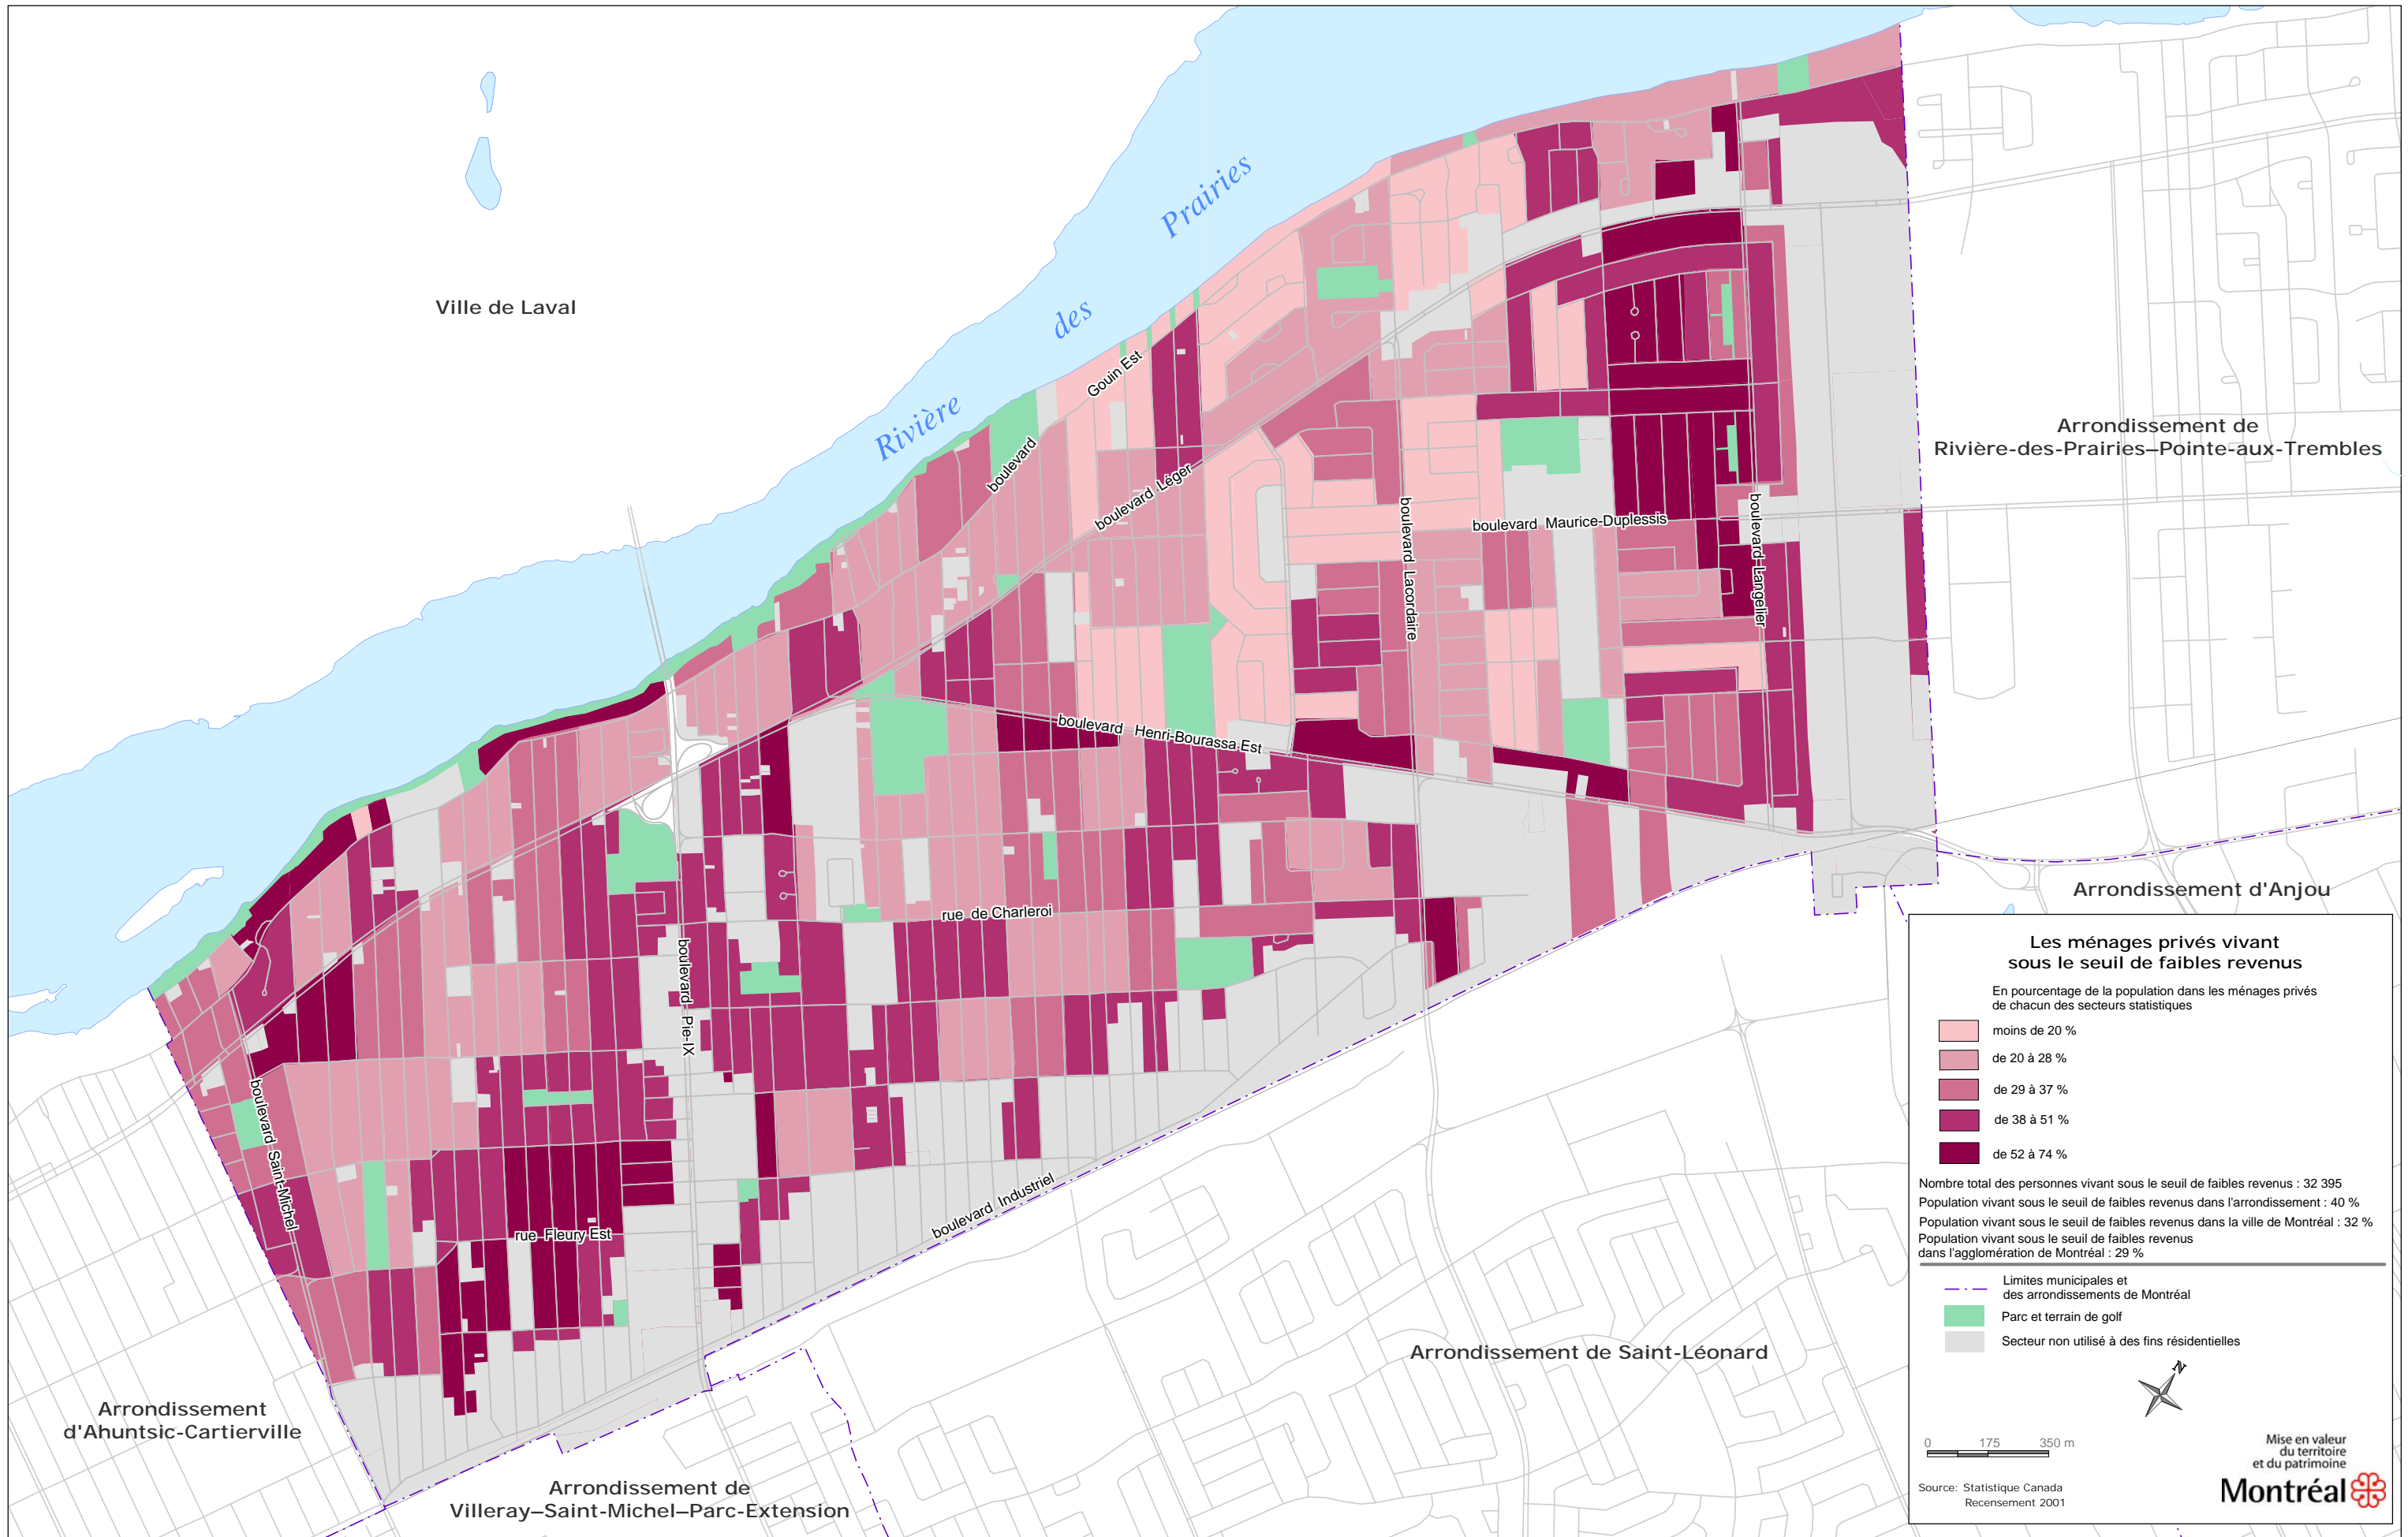 Ville de Laval
Rivière
des
Prairies
boulevard
Gouin Est
boulevard Léger
boulevard Lacordaire
boulevard Maurice-Duplessis
boulevard Langelier
boulevard Henri-Bourassa Est
rue de Charleroi
boulevard Pie-IX
boulevard Saint-Michel
rue Fleury Est
boulevard Industriel
Arrondissement de
Rivière-des-Prairies–Pointe-aux-Trembles
Arrondissement d'Anjou
Arrondissement de Saint-Léonard
Arrondissement
d'Ahuntsic-Cartierville
Arrondissement de
Villeray–Saint-Michel–Parc-Extension
Les ménages privés vivant
sous le seuil de faibles revenus
En pourcentage de la population dans les ménages privés
de chacun des secteurs statistiques
moins de 20 %
de 20 à 28 %
de 29 à 37 %
de 38 à 51 %
de 52 à 74 %
Nombre total des personnes vivant sous le seuil de faibles revenus : 32 395
Population vivant sous le seuil de faibles revenus dans l'arrondissement : 40 %
Population vivant sous le seuil de faibles revenus dans la ville de Montréal : 32 %
Population vivant sous le seuil de faibles revenus
dans l'agglomération de Montréal : 29 %
Limites municipales et
des arrondissements de Montréal
Parc et terrain de golf
Secteur non utilisé à des fins résidentielles
N
0 175 350 m
Mise en valeur
du territoire
et du patrimoine
Montréal
Source: Statistique Canada
Recensement 2001